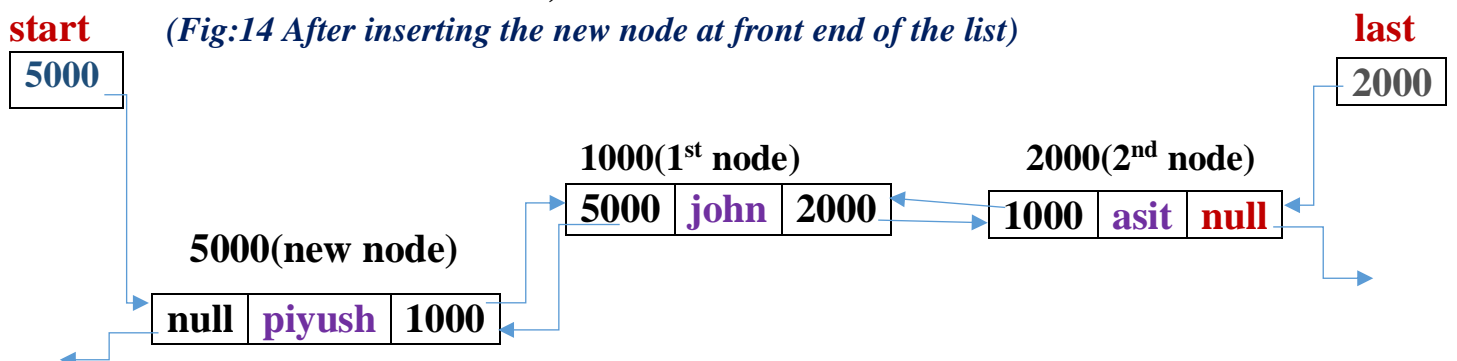 start (Fig:14 After inserting the new node at front end of the list) last
5000
2000
1000(1st node) 2000(2nd node)
5000 john 2000
1000 asit null
5000(new node)
null piyush 1000